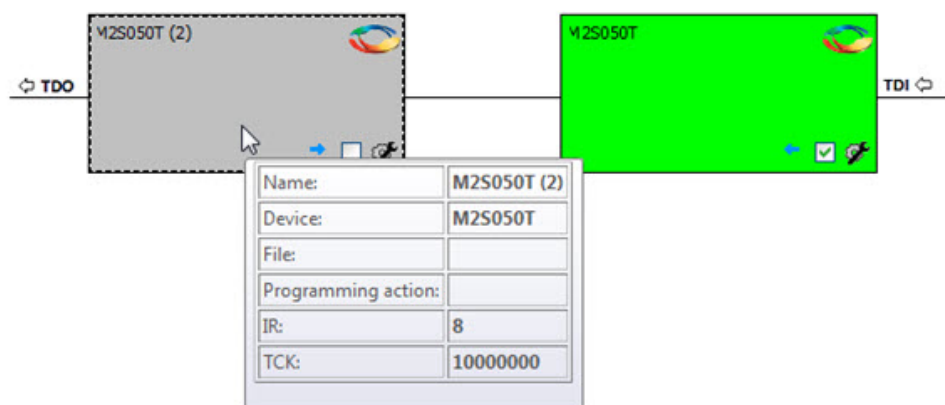 M2S050T (2)
M2S050T
TDO
TDI
Name: M2S050T (2)
Device: M2S050T
File:
Programming action:
IR: 8
TCK: 10000000